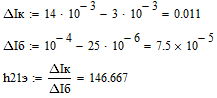 ΔIк := 14 · 10⁻³ − 3 · 10⁻³ = 0.011
ΔIб := 10⁻⁴ − 25 · 10⁻⁶ = 7.5 × 10⁻⁵
h21э := ΔIк / ΔIб = 146.667